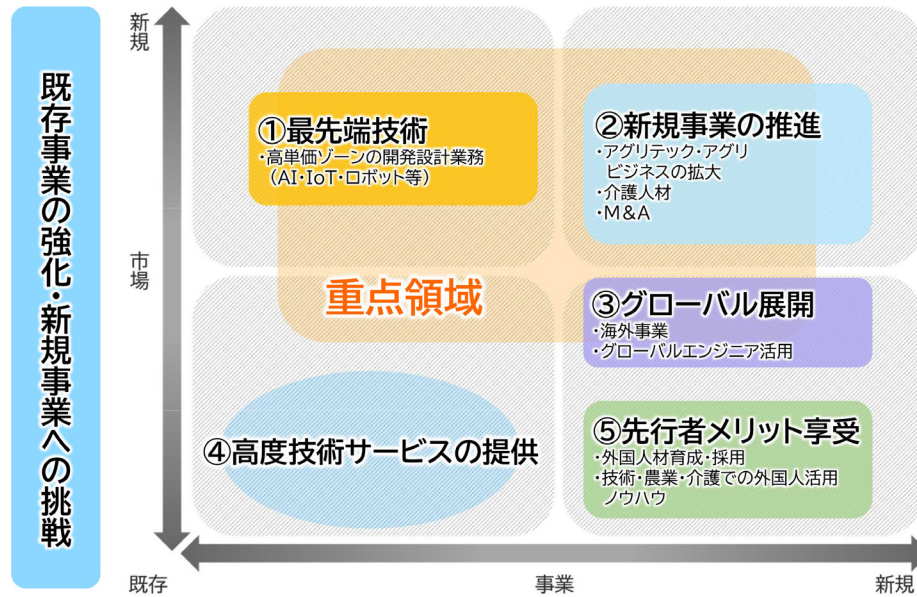 既存事業の強化・新規事業への挑戦
新規
市場
①最先端技術
・高単価ゾーンの開発設計業務
（AI・IoT・ロボット等）
②新規事業の推進
・アグリテック・アグリ
ビジネスの拡大
・介護人材
・M＆A
重点領域
③グローバル展開
・海外事業
・グローバルエンジニア活用
④高度技術サービスの提供
⑤先行者メリット享受
・外国人材育成・採用
・技術・農業・介護での外国人活用
ノウハウ
既存
事業
新規